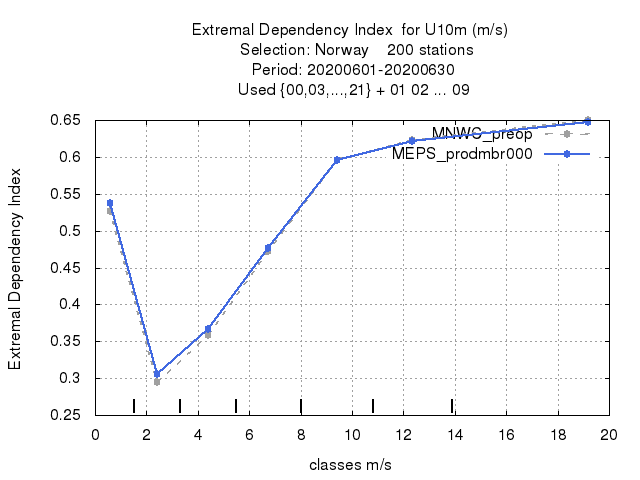 Extremal Dependency Index for U10m (m/s)
Selection: Norway 200 stations
Period: 20200601-20200630
Used {00,03,...,21} + 01 02 ... 09
Extremal Dependency Index
0.65
0.6
0.55
0.5
0.45
0.4
0.35
0.3
0.25
MNWC_preop
MEPS_prodmbr000
0 2 4 6 8 10 12 14 16 18 20
classes m/s